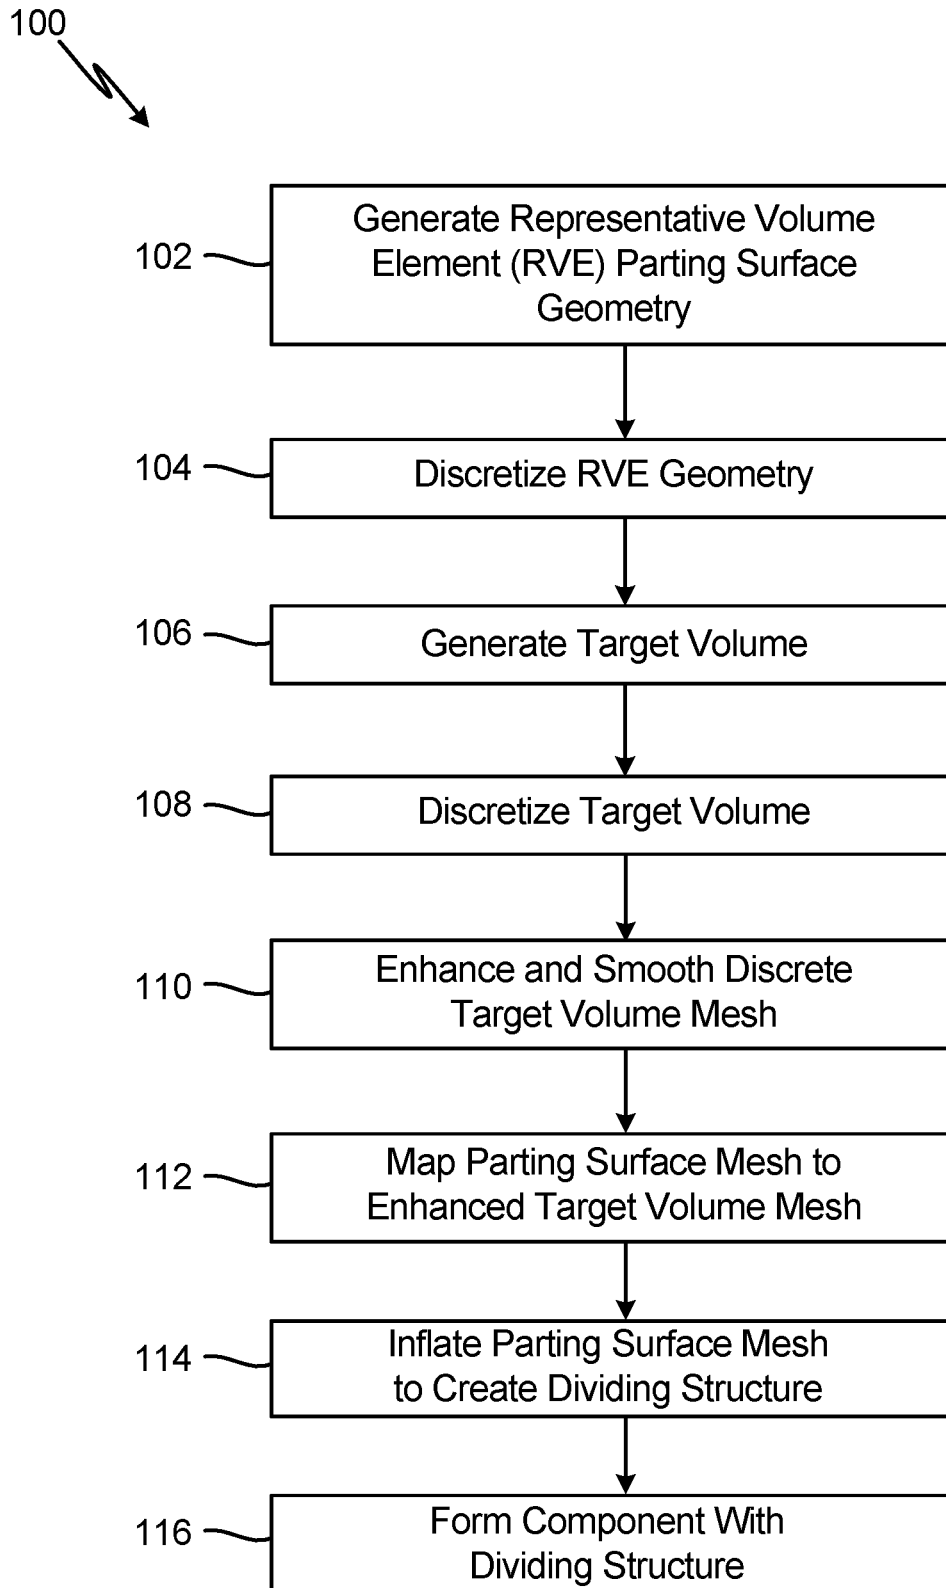 100
102
Generate Representative Volume
Element (RVE) Parting Surface
Geometry
104
Discretize RVE Geometry
106
Generate Target Volume
108
Discretize Target Volume
110
Enhance and Smooth Discrete
Target Volume Mesh
112
Map Parting Surface Mesh to
Enhanced Target Volume Mesh
114
Inflate Parting Surface Mesh
to Create Dividing Structure
116
Form Component With
Dividing Structure